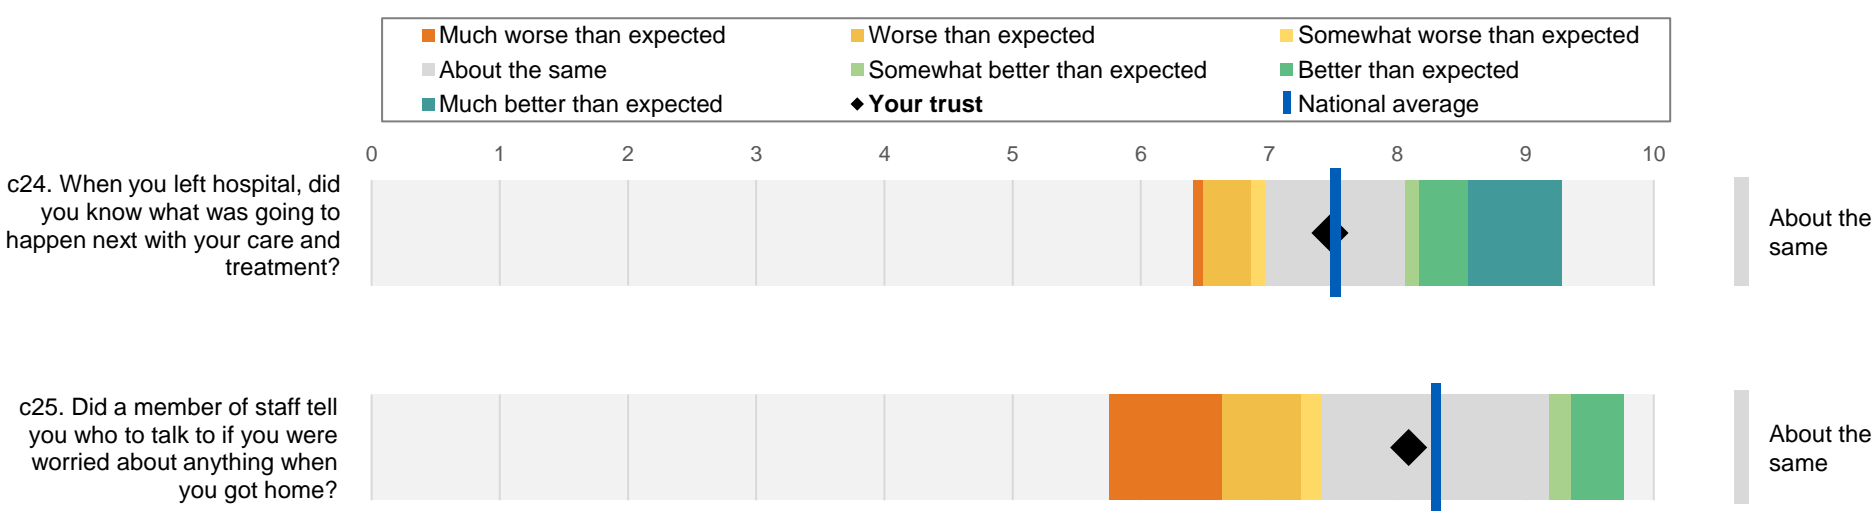 Much worse than expected
Worse than expected
Somewhat worse than expected
About the same
Somewhat better than expected
Better than expected
Much better than expected
Your trust
National average
0 1 2 3 4 5 6 7 8 9 10
c24. When you left hospital, did
you know what was going to
happen next with your care and
treatment?
About the
same
c25. Did a member of staff tell
you who to talk to if you were
worried about anything when
you got home?
About the
same